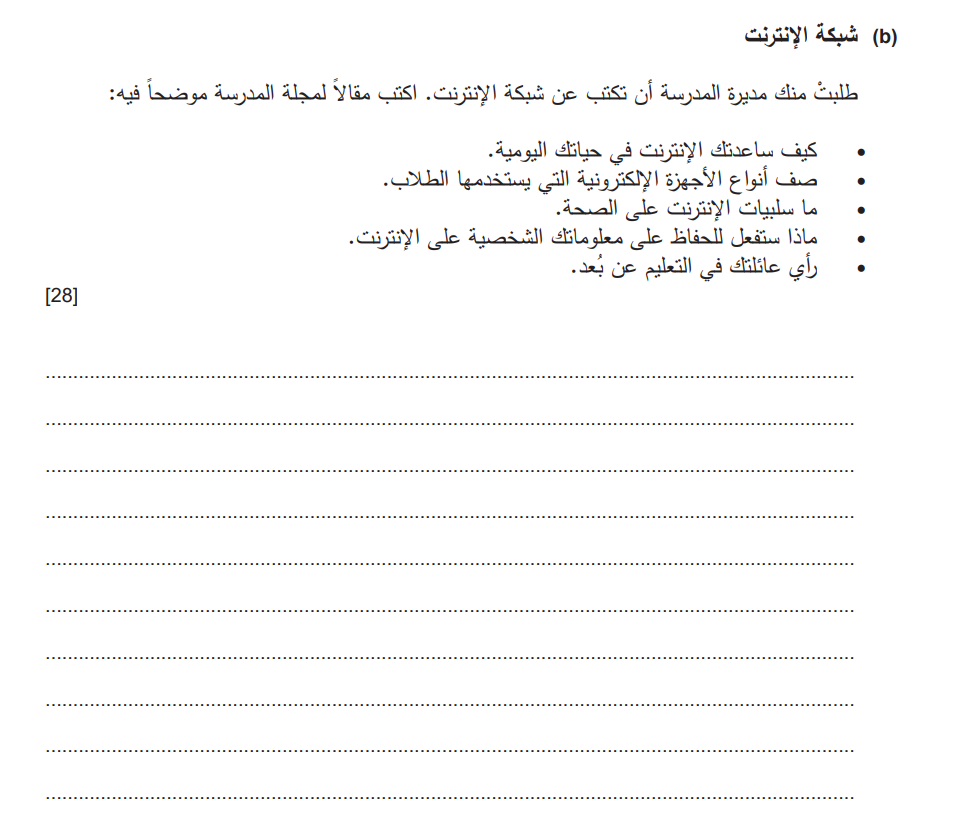 (b) شبكة الإنترنت
طلبتْ منك مديرة المدرسة أن تكتب عن شبكة الإنترنت. اكتب مقالاً لمجلة المدرسة موضحاً فيه:
• كيف ساعدتك الإنترنت في حياتك اليومية.
• صف أنواع الأجهزة الإلكترونية التي يستخدمها الطلاب.
• ما سلبيات الإنترنت على الصحة.
• ماذا ستفعل للحفاظ على معلوماتك الشخصية على الإنترنت.
• رأي عائلتك في التعليم عن بُعد.
[28]